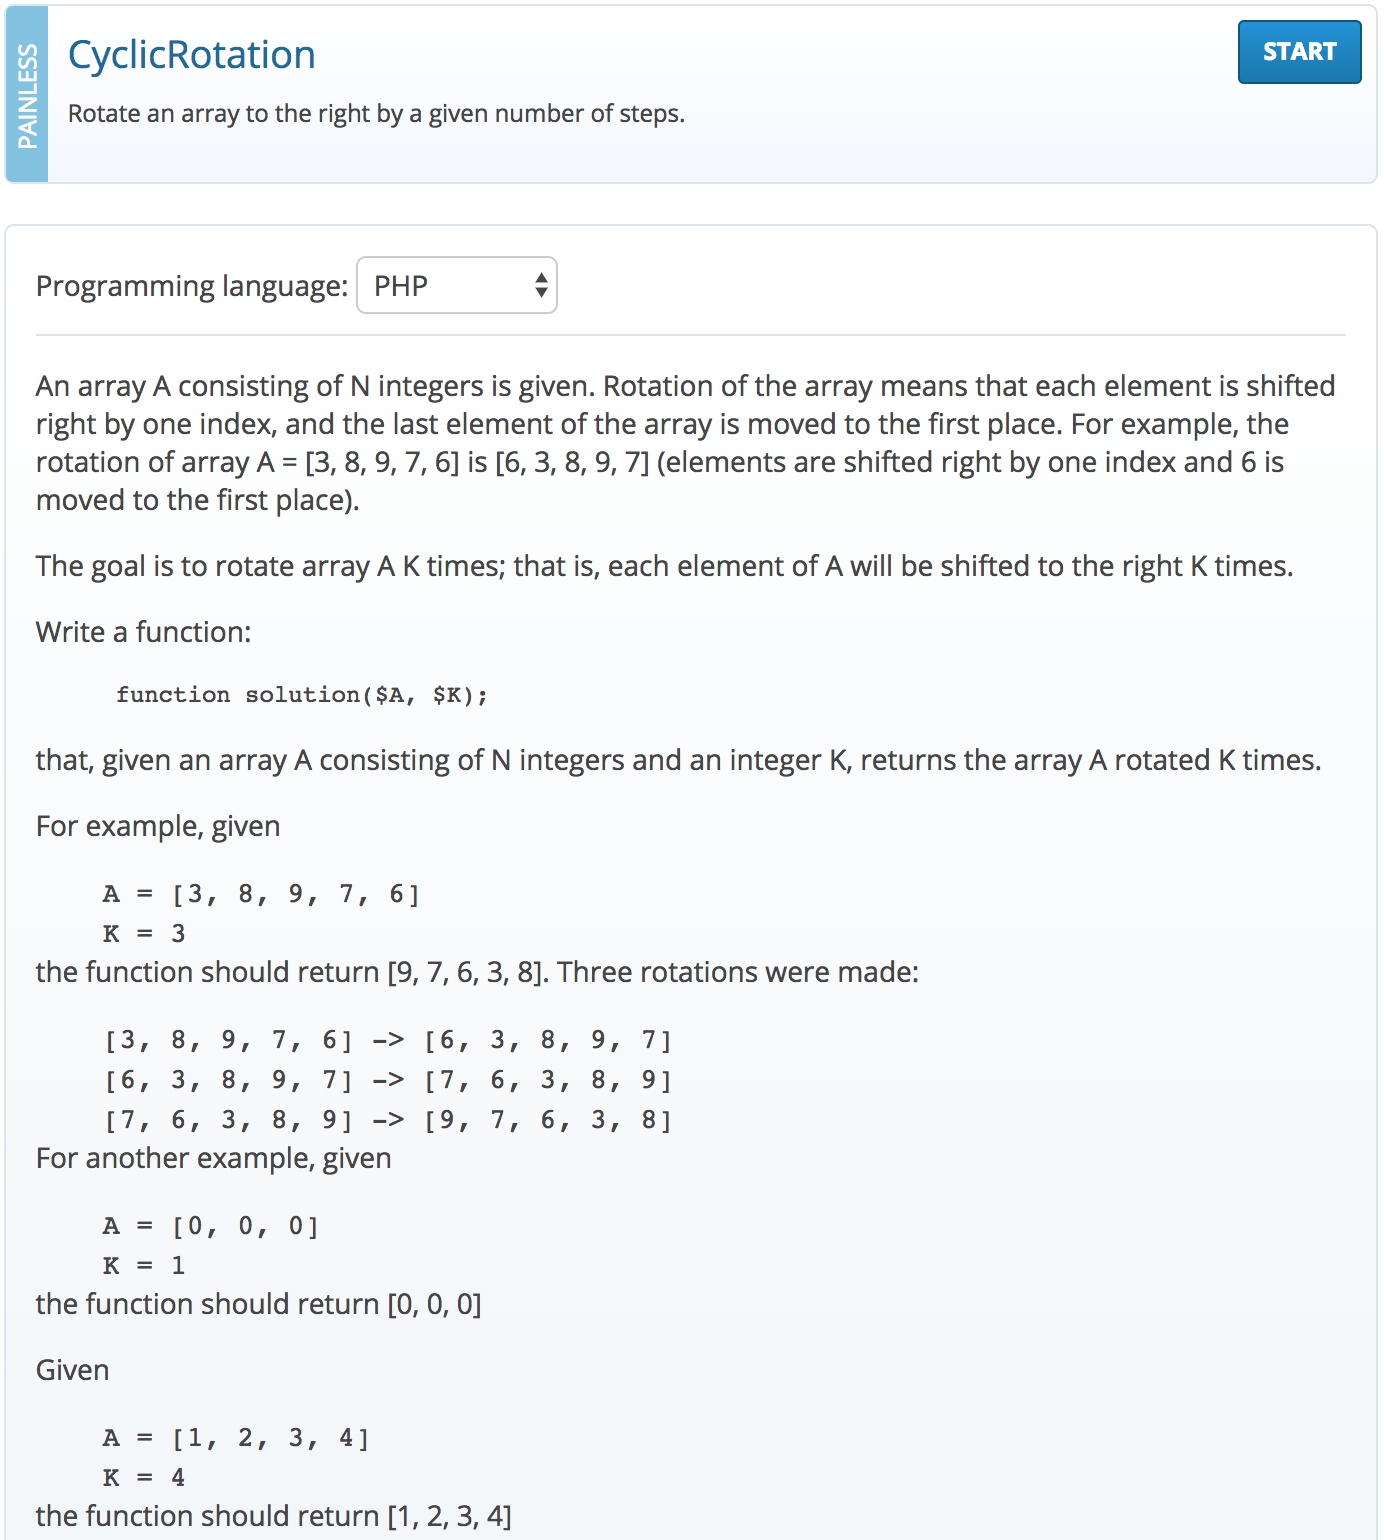 PAINLESS
CyclicRotation
START
Rotate an array to the right by a given number of steps.
Programming language: PHP
An array A consisting of N integers is given. Rotation of the array means that each element is shifted
right by one index, and the last element of the array is moved to the first place. For example, the
rotation of array A = [3, 8, 9, 7, 6] is [6, 3, 8, 9, 7] (elements are shifted right by one index and 6 is
moved to the first place).
The goal is to rotate array A K times; that is, each element of A will be shifted to the right K times.
Write a function:
function solution($A, $K);
that, given an array A consisting of N integers and an integer K, returns the array A rotated K times.
For example, given
A = [3, 8, 9, 7, 6]
K = 3
the function should return [9, 7, 6, 3, 8]. Three rotations were made:
[3, 8, 9, 7, 6] -> [6, 3, 8, 9, 7]
[6, 3, 8, 9, 7] -> [7, 6, 3, 8, 9]
[7, 6, 3, 8, 9] -> [9, 7, 6, 3, 8]
For another example, given
A = [0, 0, 0]
K = 1
the function should return [0, 0, 0]
Given
A = [1, 2, 3, 4]
K = 4
the function should return [1, 2, 3, 4]